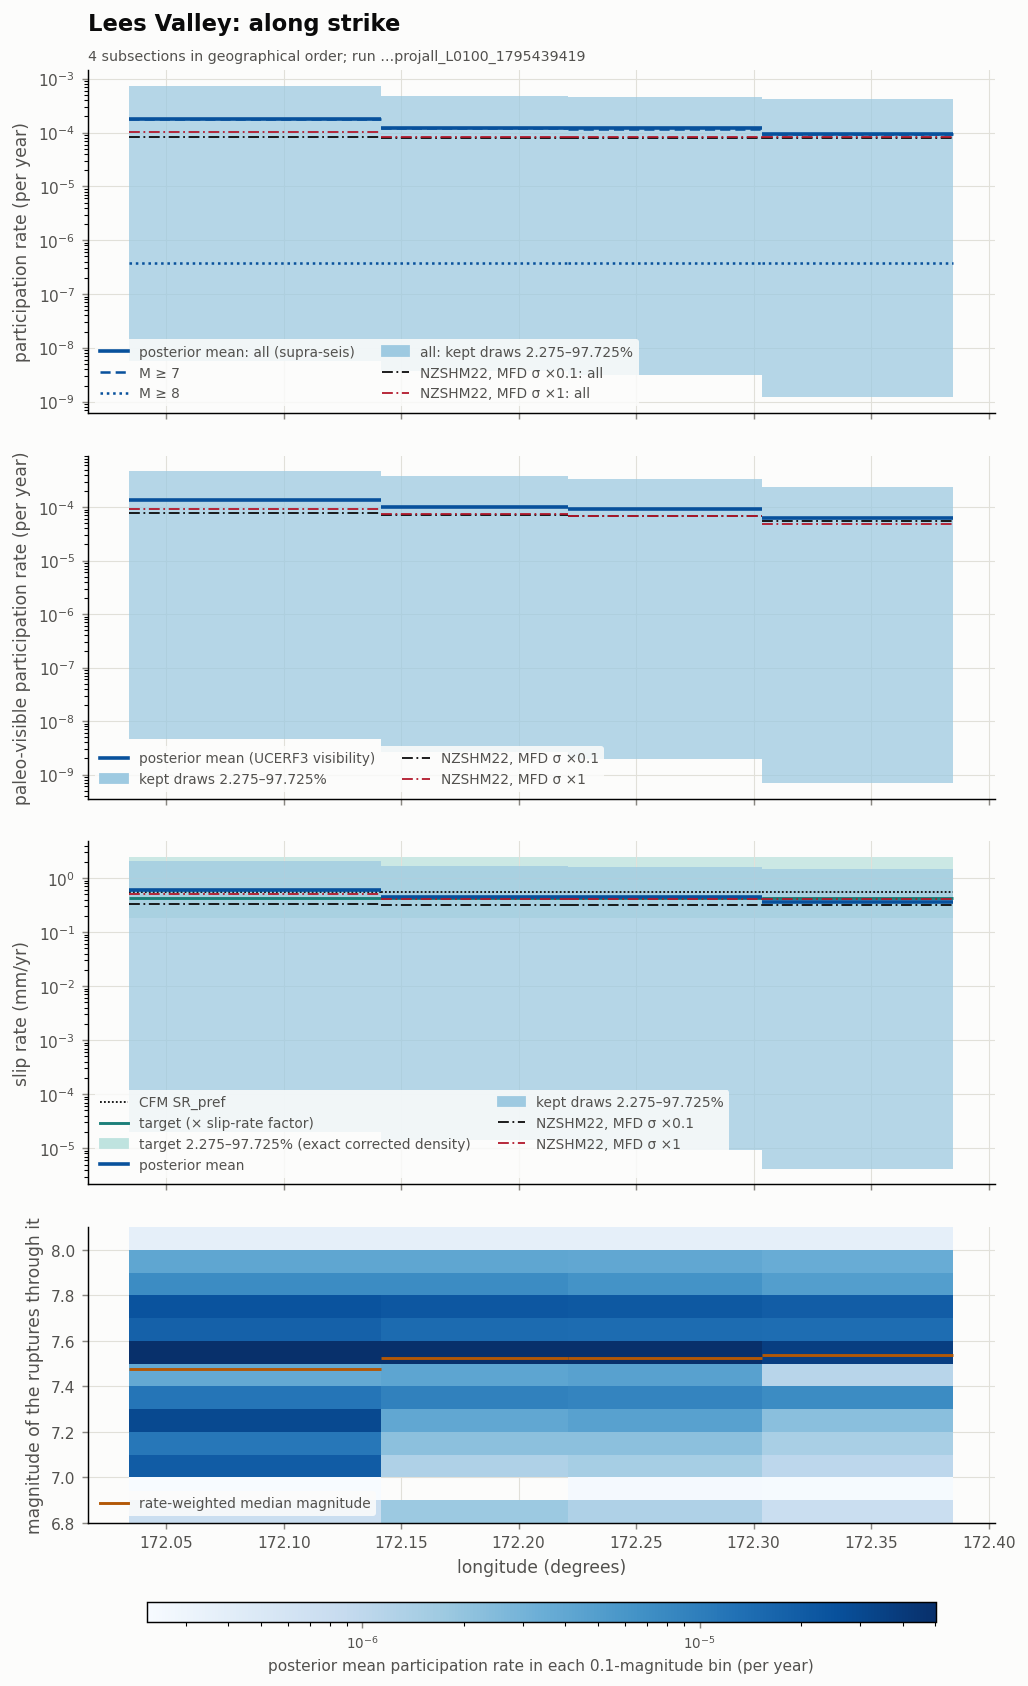 Lees Valley: along strike
4 subsections in geographical order; run ...projall_L0100_1795439419
participation rate (per year)
10⁻³
10⁻⁴
10⁻⁵
10⁻⁶
10⁻⁷
10⁻⁸
10⁻⁹
posterior mean: all (supra-seis)
M ≥ 7
M ≥ 8
all: kept draws 2.275–97.725%
NZSHM22, MFD σ ×0.1: all
NZSHM22, MFD σ ×1: all
paleo-visible participation rate (per year)
10⁻⁴
10⁻⁵
10⁻⁶
10⁻⁷
10⁻⁸
10⁻⁹
posterior mean (UCERF3 visibility)
kept draws 2.275–97.725%
NZSHM22, MFD σ ×0.1
NZSHM22, MFD σ ×1
slip rate (mm/yr)
10⁰
10⁻¹
10⁻²
10⁻³
10⁻⁴
10⁻⁵
CFM SR_pref
target (× slip-rate factor)
target 2.275–97.725% (exact corrected density)
posterior mean
kept draws 2.275–97.725%
NZSHM22, MFD σ ×0.1
NZSHM22, MFD σ ×1
magnitude of the ruptures through it
8.0
7.8
7.6
7.4
7.2
7.0
6.8
rate-weighted median magnitude
172.05 172.10 172.15 172.20 172.25 172.30 172.35 172.40
longitude (degrees)
10⁻⁶ 10⁻⁵
posterior mean participation rate in each 0.1-magnitude bin (per year)